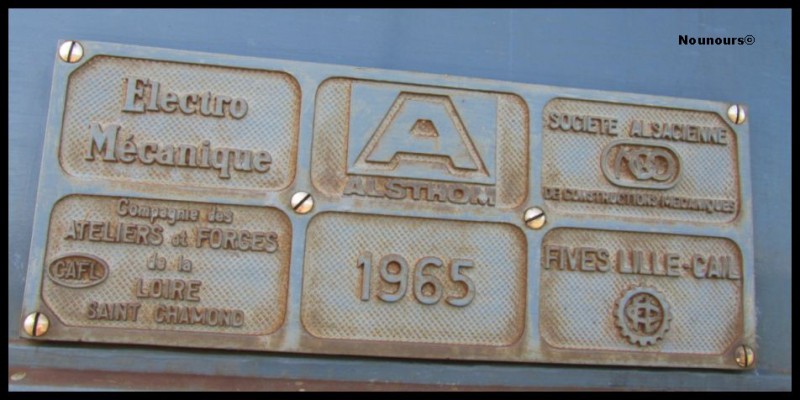 Nounours©
Electro
Mécanique
A
ALSTHOM
SOCIETE ALSACIENNE
DE CONSTRUCTIONS MECANIQUES
Compagnie des
ATELIERS et FORGES
de la
CAFL
LOIRE
SAINT CHAMOND
1965
FIVES LILLE-CAIL